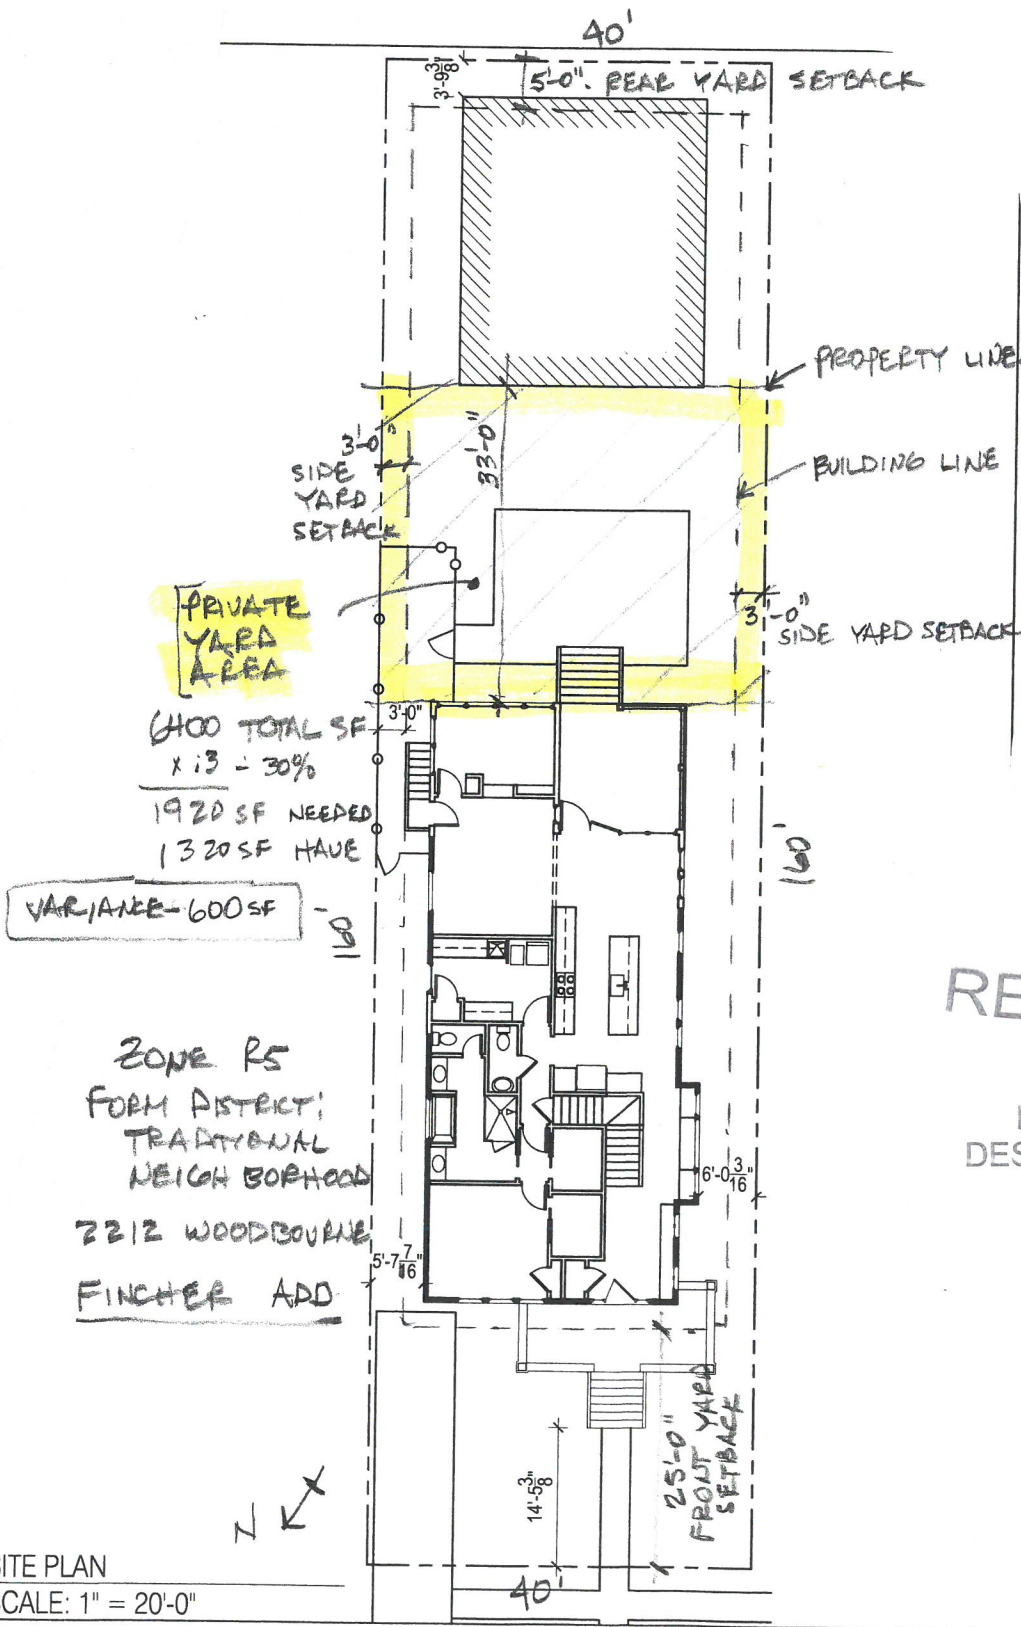 40'
3'-9 3/8"
5'-0". REAR YARD SETBACK
PROPERTY LINE
3'-0"
SIDE
YARD
SETBACK
33'-0"
BUILDING LINE
PRIVATE
YARD
AREA
3'-0"
SIDE YARD SETBACK
6400 TOTAL SF
x .3 - 30%
1920 SF NEEDED
1320 SF HAVE
VARIANCE - 600 SF
3'-0"
160'
160'
RE
DES
ZONE R5
FORM DISTRICT:
TRADITIONAL
NEIGHBORHOOD
2212 WOODBOURNE
FINCHER ADD
6'-0 3/16"
5'-7 7/16"
25'-0"
FRONT YARD
SETBACK
14'-5 3/8"
N
40'
SITE PLAN
SCALE: 1" = 20'-0"